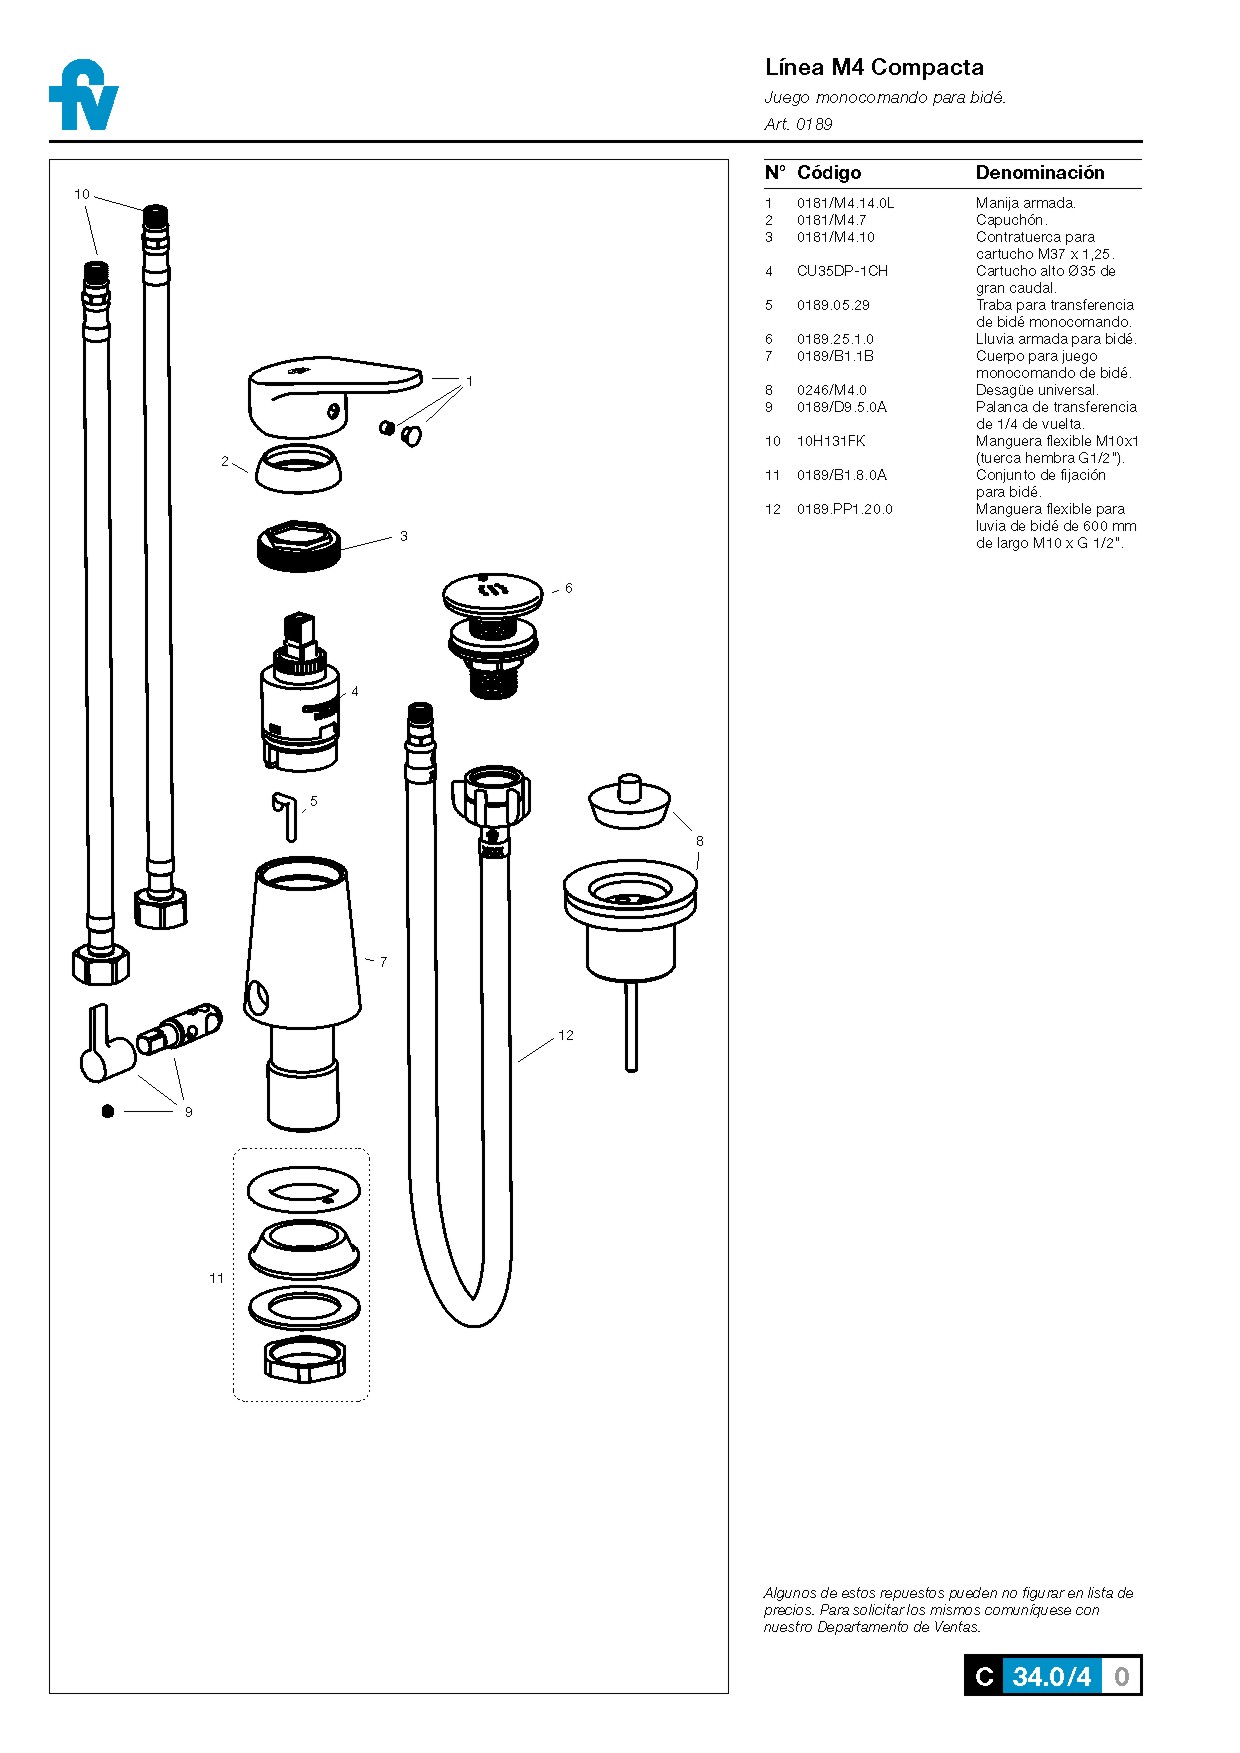 fv
Línea M4 Compacta
Juego monocomando para bidé.
Art. 0189
N° Código Denominación
1 0181/M4.14.0L Manija armada.
2 0181/M4.7 Capuchón.
3 0181/M4.10 Contratuerca para
cartucho M37 x 1,25.
4 CU35DP-1CH Cartucho alto Ø35 de
gran caudal.
5 0189.05.29 Traba para transferencia
de bidé monocomando.
6 0189.25.1.0 Lluvia armada para bidé.
7 0189/B1.1B Cuerpo para juego
monocomando de bidé.
8 0246/M4.0 Desagüe universal.
9 0189/D9.5.0A Palanca de transferencia
de 1/4 de vuelta.
10 10H131FK Manguera flexible M10x1
(tuerca hembra G1/2").
11 0189/B1.8.0A Conjunto de fijación
para bidé.
12 0189.PP1.20.0 Manguera flexible para
luvia de bidé de 600 mm
de largo M10 x G 1/2".
10
1
2
3
6
4
5
8
7
12
9
11
Algunos de estos repuestos pueden no figurar en lista de
precios. Para solicitar los mismos comuníquese con
nuestro Departamento de Ventas.
C 34.0/4 0